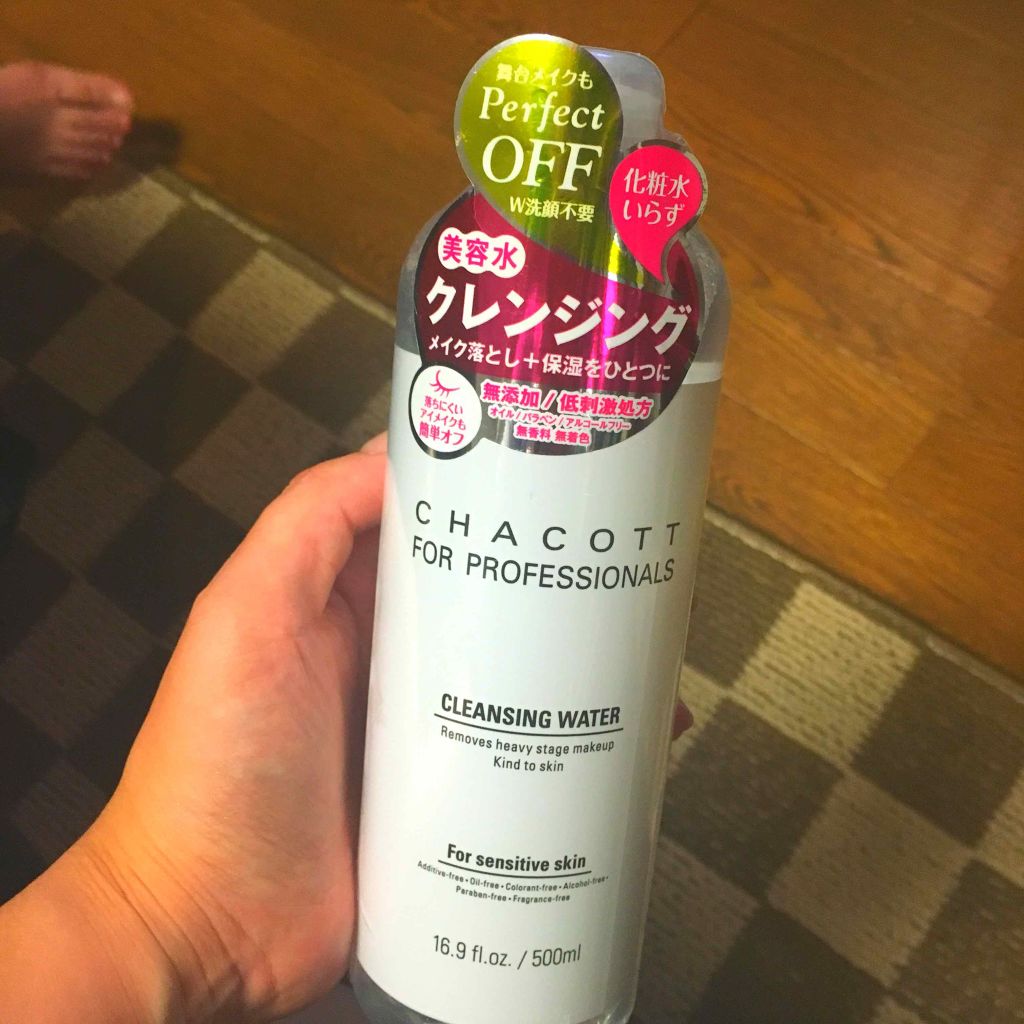 舞台メイクも
Perfect
OFF
W洗顔不要
化粧水
いらず
美容水
クレンジング
メイク落とし+保湿をひとつに
落ちにくい
アイメイクも
簡単オフ
無添加/低刺激処方
オイル/パラベン/アルコールフリー
無香料 無着色
CHACOTT
FOR PROFESSIONALS
CLEANSING WATER
Removes heavy stage makeup
Kind to skin
For sensitive skin
Additive-free・Oil-free・Colorant-free・Alcohol-free・
Paraben-free・Fragrance-free
16.9 fl.oz. / 500ml